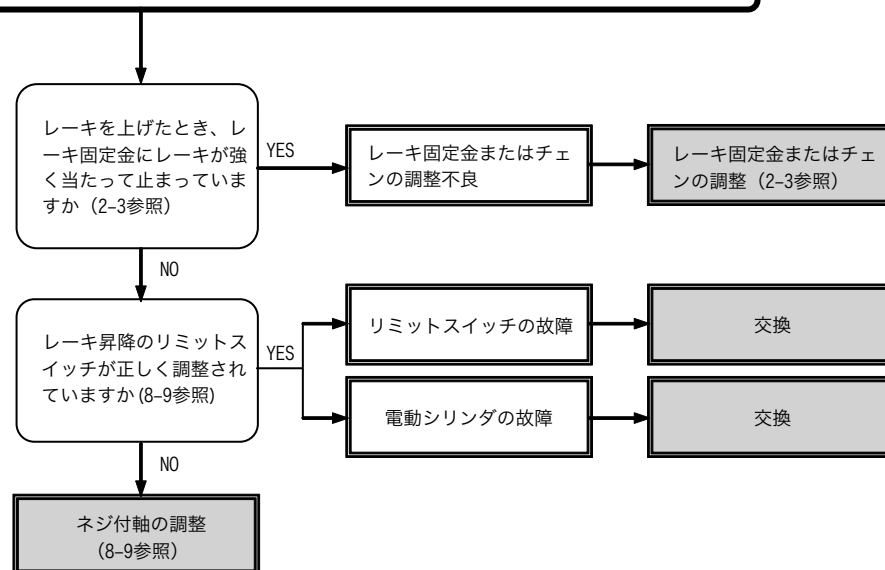 レーキを上げたとき、レ
ーキ固定金にレーキが強
く当たって止まっていま
すか（2−3参照）
YES
レーキ固定金またはチェ
ンの調整不良
レーキ固定金またはチェ
ンの調整（2−3参照）
NO
レーキ昇降のリミットス
イッチが正しく調整され
ていますか(8−9参照)
YES
リミットスイッチの故障
交換
電動シリンダの故障
交換
NO
ネジ付軸の調整
（8−9参照）